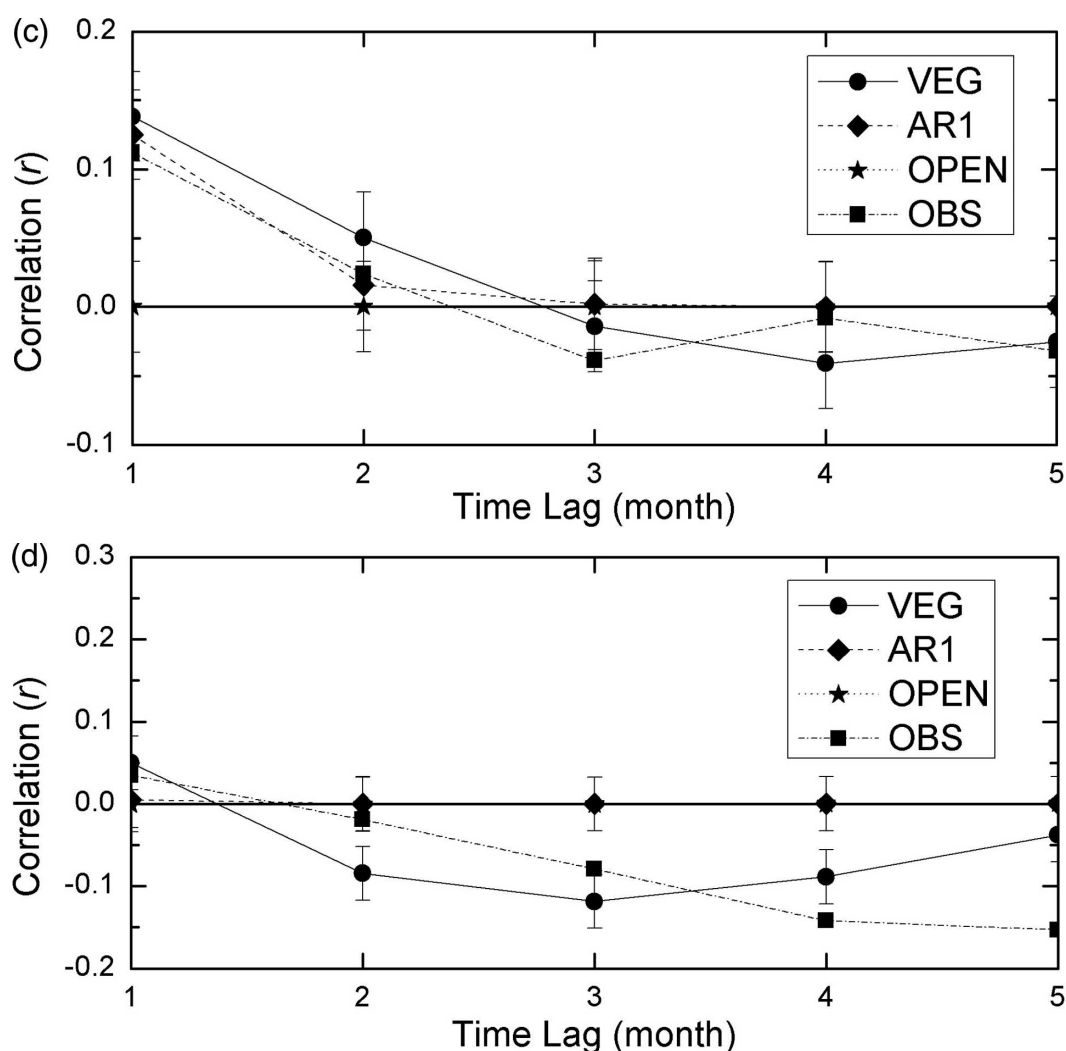 (c)
0.2
VEG
AR1
OPEN
OBS
0.1
0.0
-0.1
Correlation (r)
1 2 3 4 5
Time Lag (month)
(d)
0.3
VEG
AR1
OPEN
OBS
0.2
0.1
0.0
-0.1
-0.2
Correlation (r)
1 2 3 4 5
Time Lag (month)